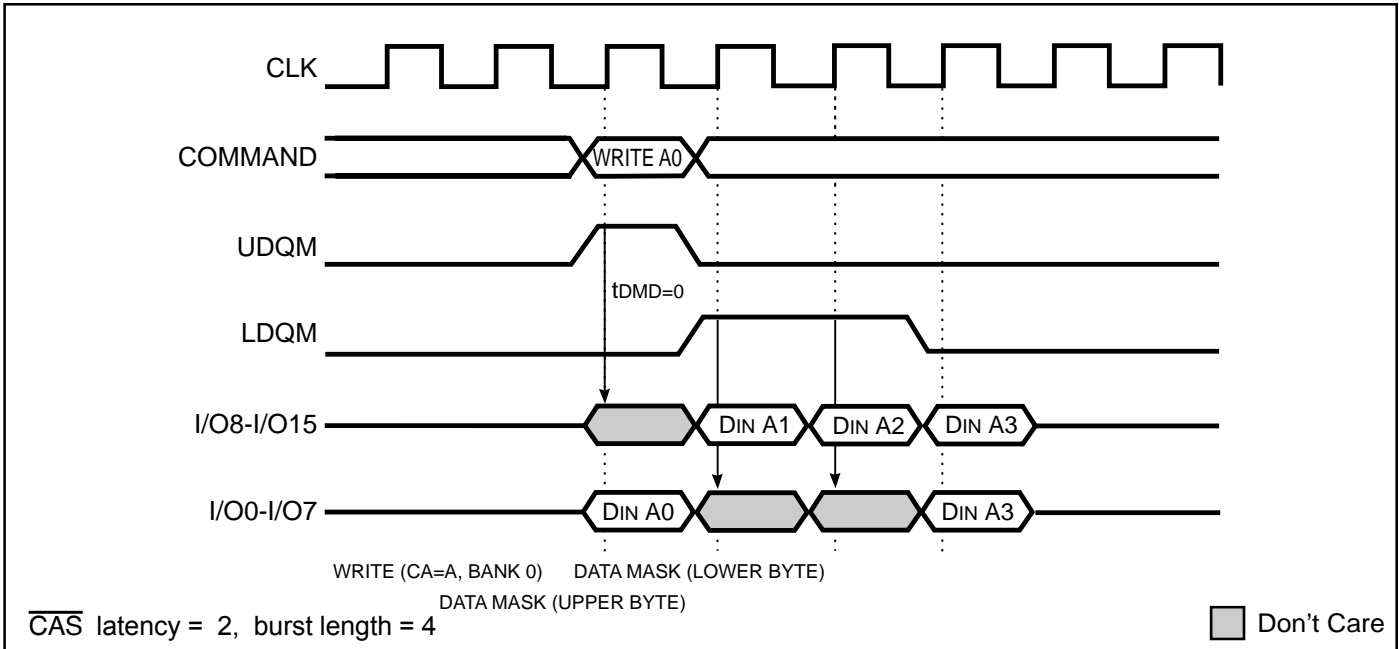 CLK
COMMAND
WRITE A0
UDQM
tDMD=0
LDQM
I/O8-I/O15
DIN A1
DIN A2
DIN A3
I/O0-I/O7
DIN A0
DIN A3
WRITE (CA=A, BANK 0)
DATA MASK (LOWER BYTE)
DATA MASK (UPPER BYTE)
CAS latency = 2, burst length = 4
Don't Care